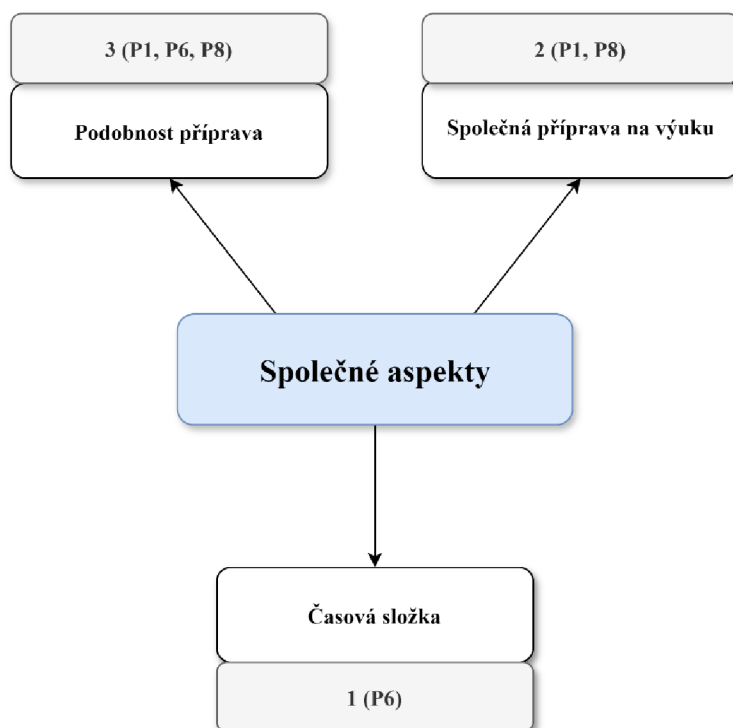 3 (P1, P6, P8)
Podobnost příprava
2 (P1, P8)
Společná příprava na výuku
Společné aspekty
Časová složka
1 (P6)